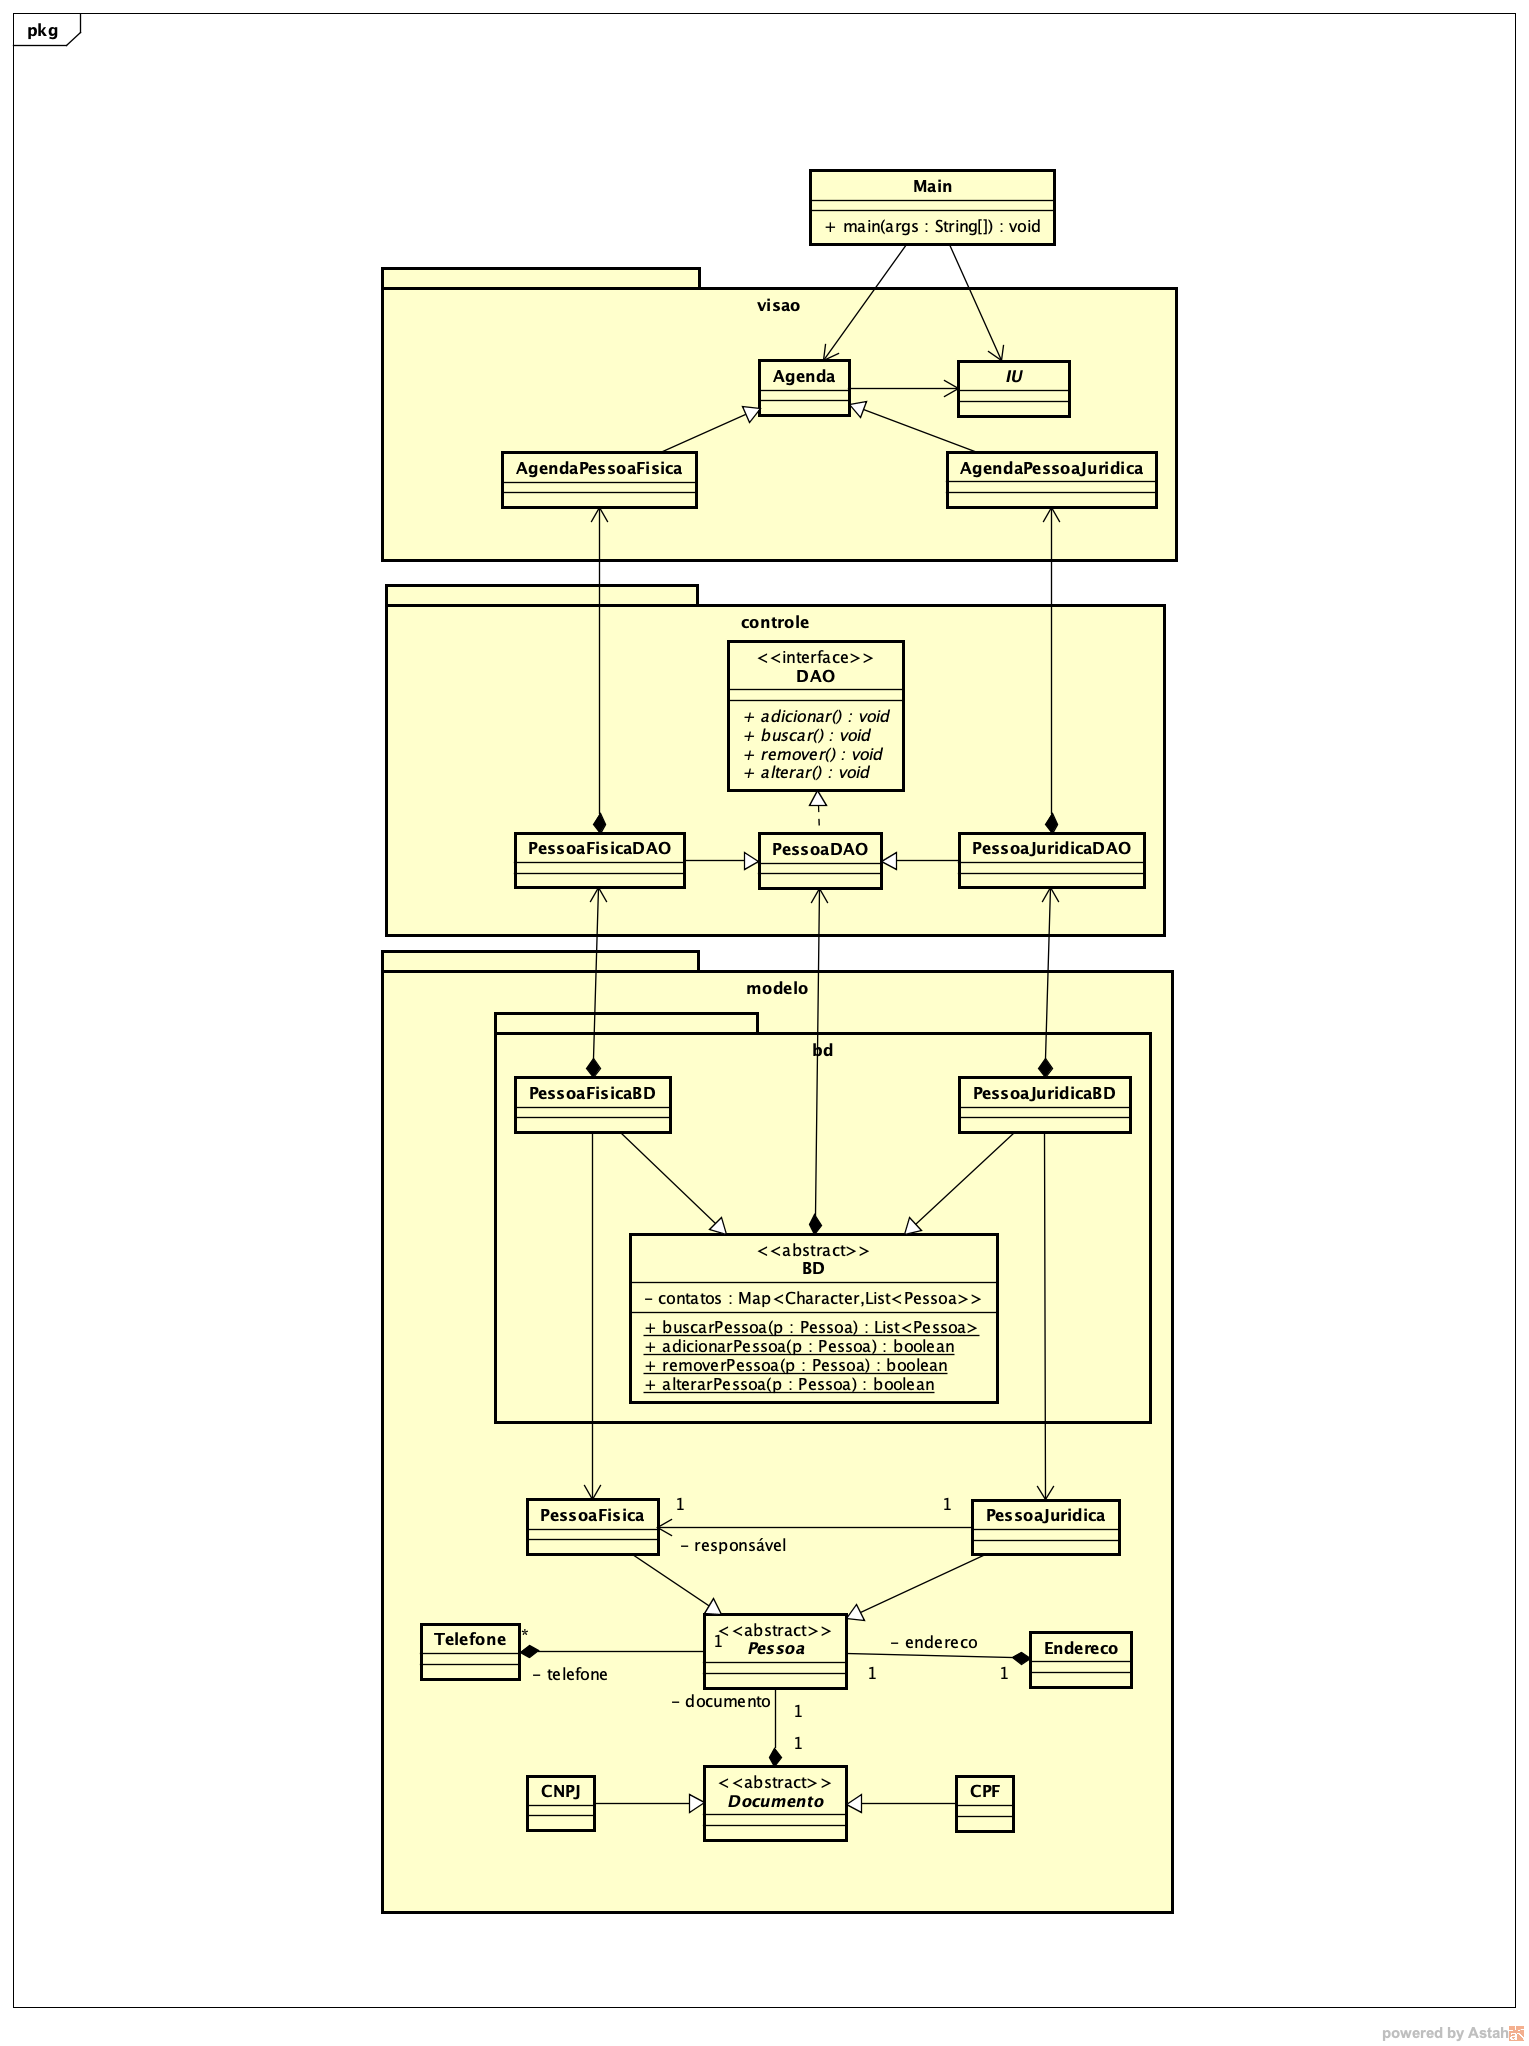 pkg
Main
+ main(args : String[]) : void
visao
Agenda
IU
AgendaPessoaFisica
AgendaPessoaJuridica
controle
<<interface>>
DAO
+ adicionar() : void
+ buscar() : void
+ remover() : void
+ alterar() : void
PessoaFisicaDAO
PessoaDAO
PessoaJuridicaDAO
modelo
bd
PessoaFisicaBD
PessoaJuridicaBD
<<abstract>>
BD
- contatos : Map<Character,List<Pessoa>>
+ buscarPessoa(p : Pessoa) : List<Pessoa>
+ adicionarPessoa(p : Pessoa) : boolean
+ removerPessoa(p : Pessoa) : boolean
+ alterarPessoa(p : Pessoa) : boolean
PessoaFisica
1
1
PessoaJuridica
- responsável
Telefone
*
- telefone
1
<<abstract>>
Pessoa
- endereco
1
1
Endereco
- documento
1
1
CNPJ
<<abstract>>
Documento
CPF
powered by Astah